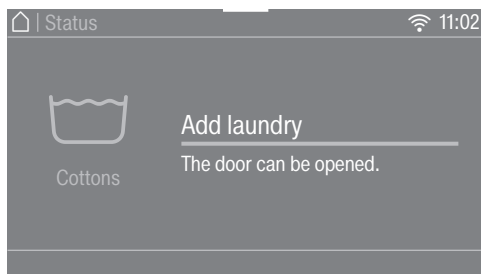 | Status
11:02
Add laundry
The door can be opened.
Cottons